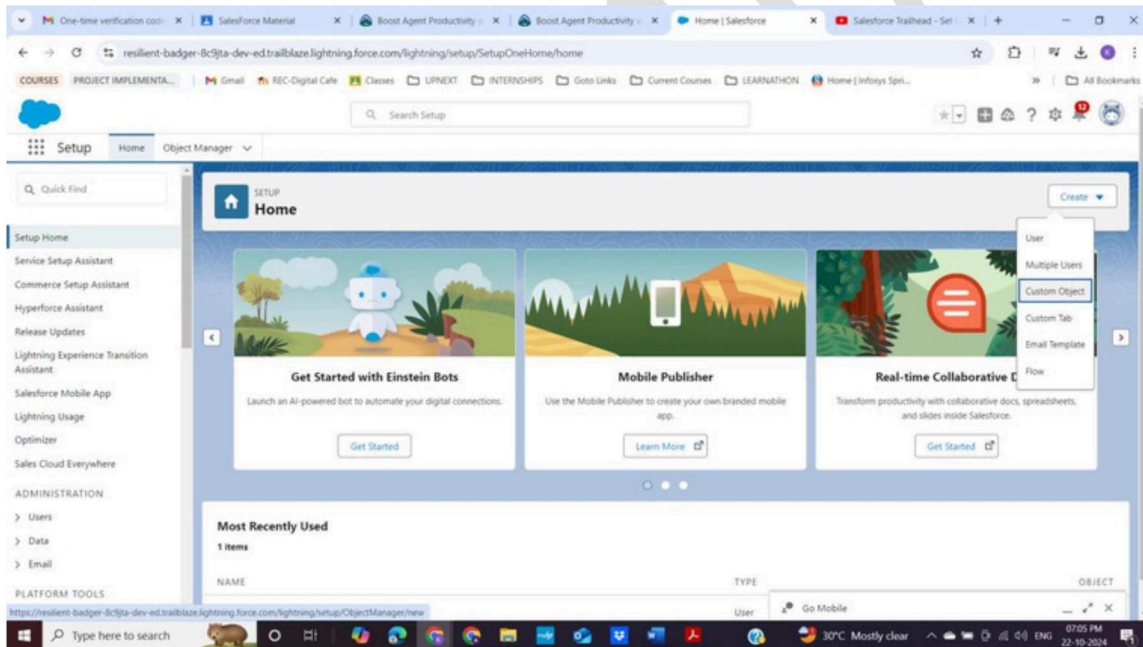 One-time verification code
SalesForce Material
Boost Agent Productivity
Boost Agent Productivity
Home | Salesforce
Salesforce Trailhead - Set
resilient-badger-8c9jta-dev-ed.trailblaze.lightning.force.com/lightning/setup/SetupOneHome/home
COURSES PROJECT IMPLEMENTA... Gmail REC-Digital Cafe Classes UPNEXT INTERNSHIPS Goto Links Current Courses LEARNATHON Home | Infosys Spri... All Bookmarks
Search Setup
12
Setup Home Object Manager
Quick Find
SETUP
Home
Create
User
Multiple Users
Custom Object
Custom Tab
Email Template
Flow
Setup Home
Service Setup Assistant
Commerce Setup Assistant
Hyperforce Assistant
Release Updates
Lightning Experience Transition
Assistant
Salesforce Mobile App
Lightning Usage
Optimizer
Sales Cloud Everywhere
ADMINISTRATION
Users
Data
Email
PLATFORM TOOLS
Get Started with Einstein Bots
Launch an AI-powered bot to automate your digital connections.
Get Started
Mobile Publisher
Use the Mobile Publisher to create your own branded mobile
app.
Learn More
Real-time Collaborative D
Transform productivity with collaborative docs, spreadsheets,
and slides inside Salesforce.
Get Started
Most Recently Used
1 items
NAME TYPE OBJECT
User
Go Mobile
https://resilient-badger-8c9jta-dev-ed.trailblaze.lightning.force.com/lightning/setup/ObjectManager/new
Type here to search
30°C Mostly clear
ENG
07:05 PM
22-10-2024